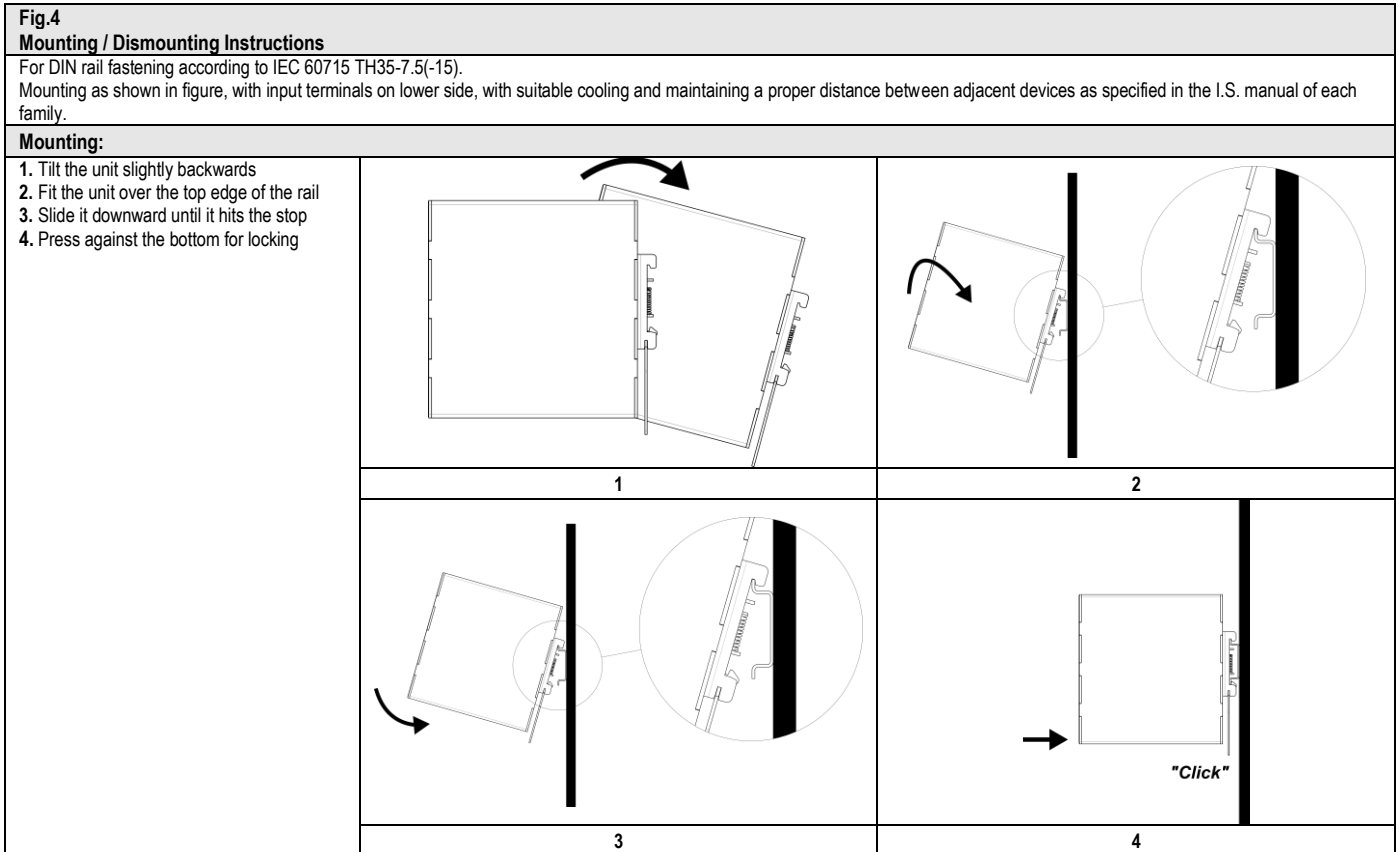 Fig.4
Mounting / Dismounting Instructions
For DIN rail fastening according to IEC 60715 TH35-7.5(-15).
Mounting as shown in figure, with input terminals on lower side, with suitable cooling and maintaining a proper distance between adjacent devices as specified in the I.S. manual of each
family.
Mounting:
1. Tilt the unit slightly backwards
2. Fit the unit over the top edge of the rail
3. Slide it downward until it hits the stop
4. Press against the bottom for locking
1
2
"Click"
3
4